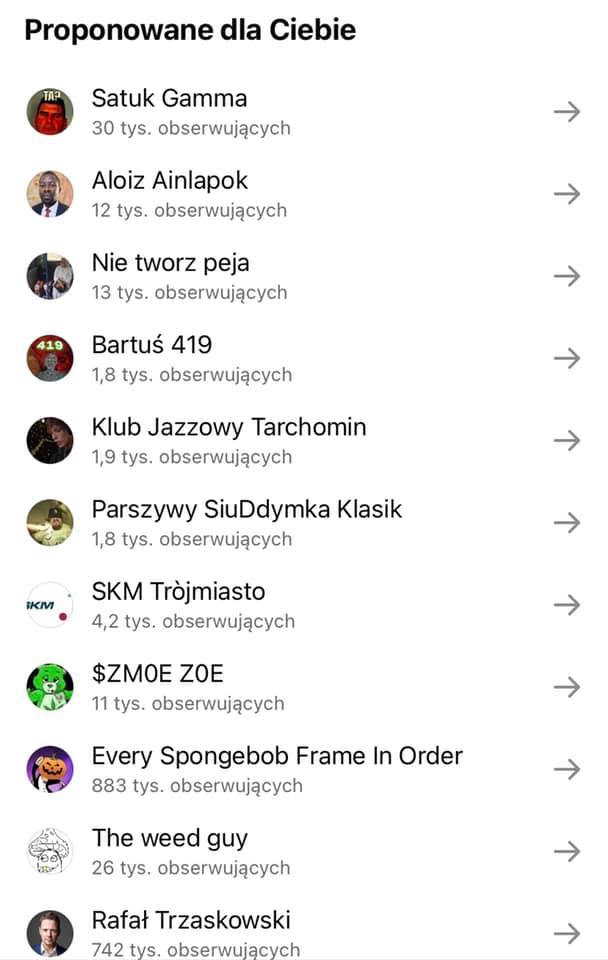 Proponowane dla Ciebie
TAP
Satuk Gamma
30 tys. obserwujących
Aloiz Ainlapok
12 tys. obserwujących
Nie tworz peja
13 tys. obserwujących
419
Bartuś 419
1,8 tys. obserwujących
Klub Jazzowy Tarchomin
1,9 tys. obserwujących
Parszywy SiuDdymka Klasik
1,8 tys. obserwujących
SKM
SKM Tròjmiasto
4,2 tys. obserwujących
$ZM0E Z0E
11 tys. obserwujących
Every Spongebob Frame In Order
883 tys. obserwujących
The weed guy
26 tys. obserwujących
Rafał Trzaskowski
742 tys. obserwujących